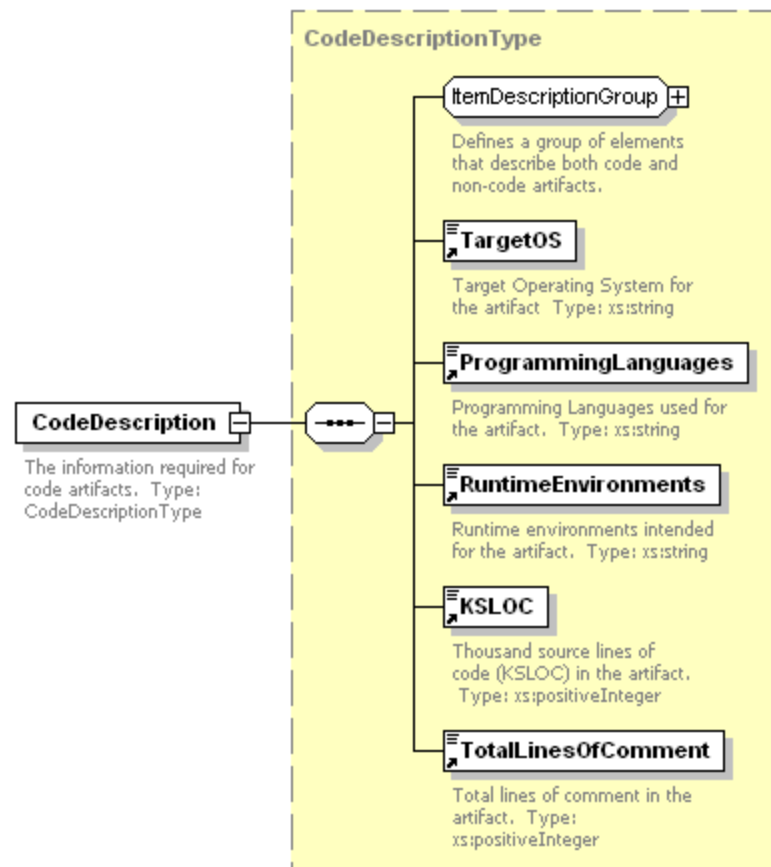 CodeDescriptionType
ItemDescriptionGroup
Defines a group of elements
that describe both code and
non-code artifacts.
TargetOS
Target Operating System for
the artifact Type: xs:string
ProgrammingLanguages
Programming Languages used for
the artifact. Type: xs:string
CodeDescription
The information required for
code artifacts. Type:
CodeDescriptionType
RuntimeEnvironments
Runtime environments intended
for the artifact. Type: xs:string
KSLOC
Thousand source lines of
code (KSLOC) in the artifact.
Type: xs:positiveInteger
TotalLinesOfComment
Total lines of comment in the
artifact. Type:
xs:positiveInteger